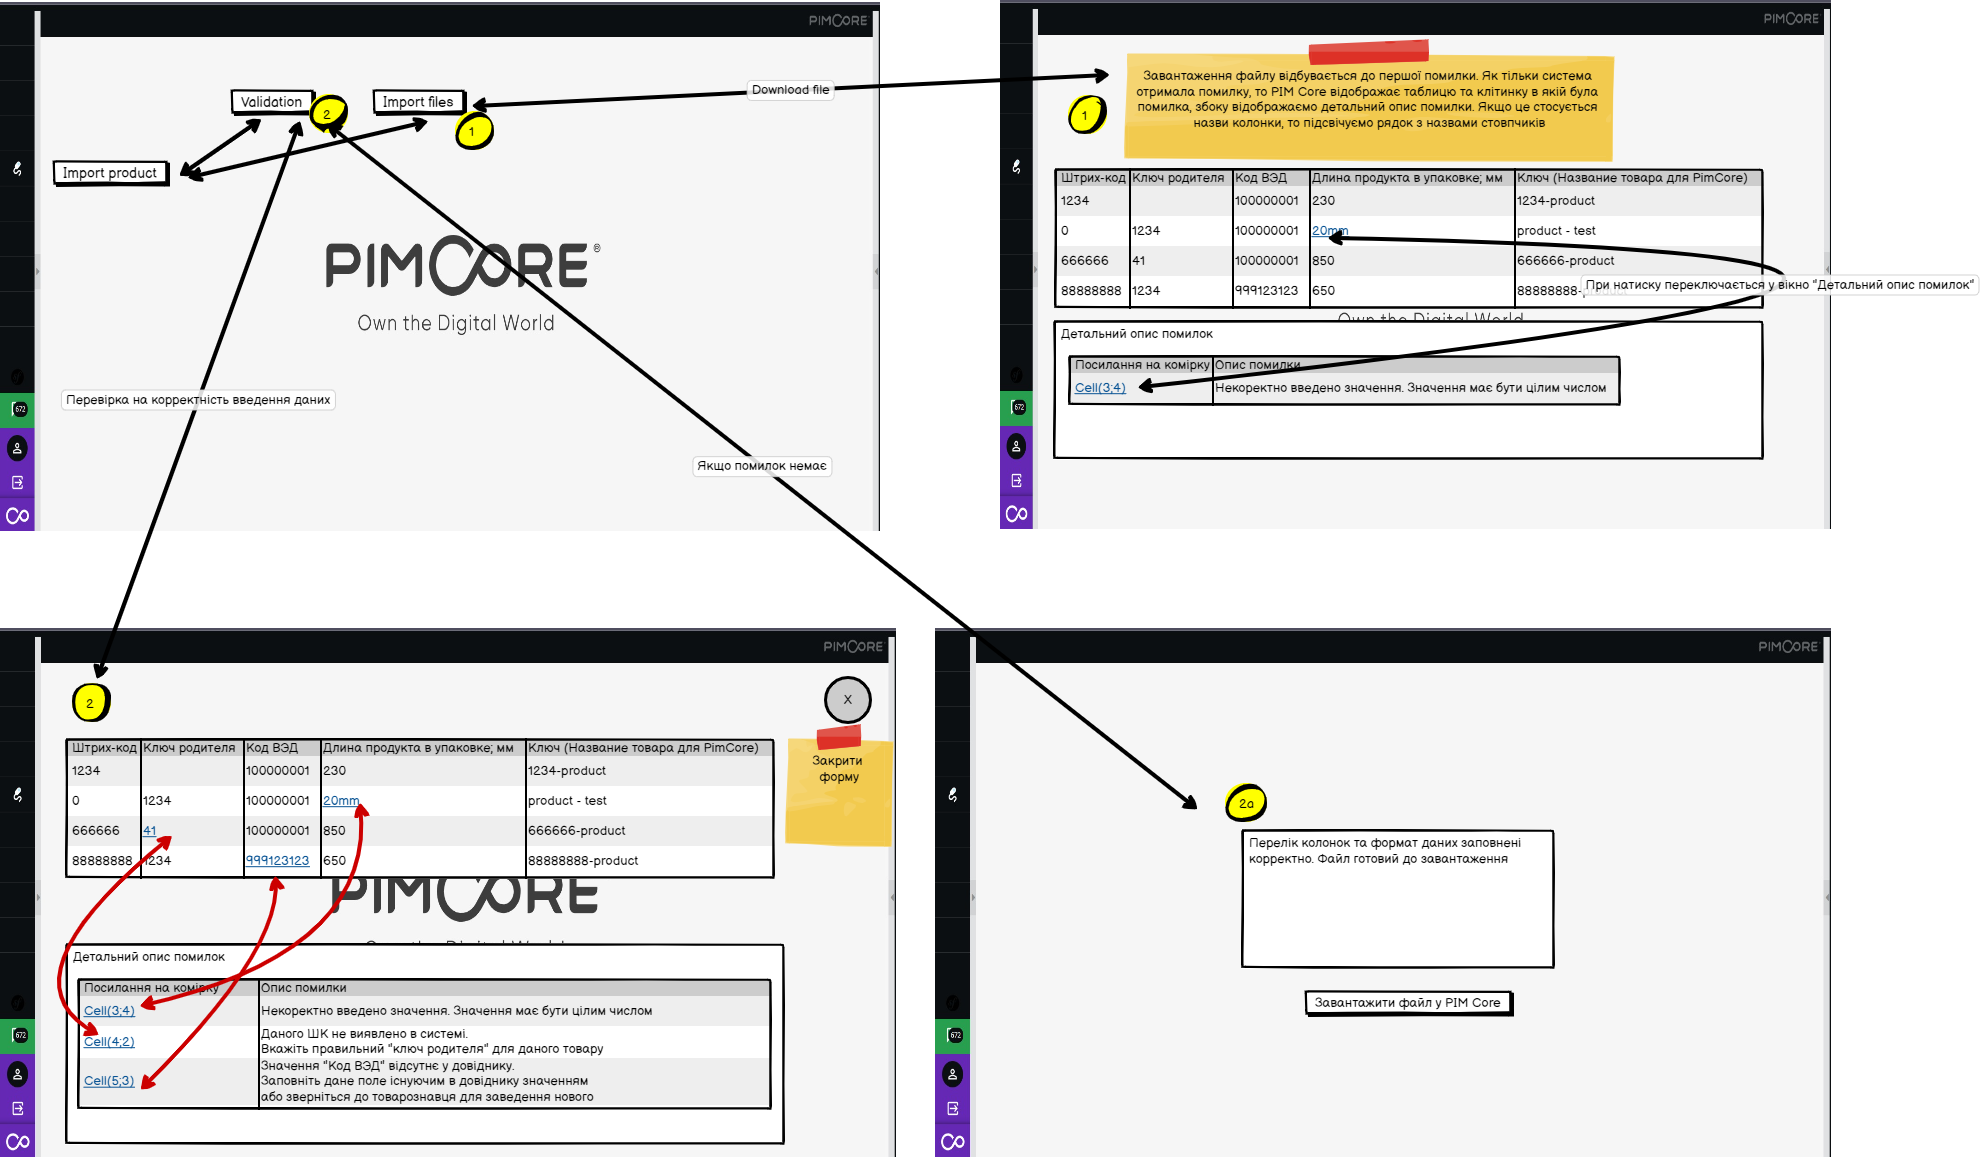 PIMCORE
Validation
2
Import files
1
Import product
Download file
PIMCORE®
Own the Digital World
Перевірка на корректність введення даних
Якщо помилок немає
672
PIMCORE
1
Завантаження файлу відбувається до першої помилки. Як тільки система
отримала помилку, то PIM Core відображає таблицю та клітинку в якій була
помилка, збоку відображаємо детальний опис помилки. Якщо це стосується
назви колонки, то підсвічуємо рядок з назвами стовпчиків
Штрих-код Ключ родителя Код ВЭД Длина продукта в упаковке; мм Ключ (Название товара для PimCore)
1234 100000001 230 1234-product
0 1234 100000001 20mm product - test
666666 41 100000001 850 666666-product
88888888 1234 999123123 650 88888888-
При натиску переключається у вікно "Детальний опис помилок"
Own the Digital World
Детальний опис помилок
Посилання на комірку Опис помилки
Cell(3;4) Некоректно введено значення. Значення має бути цілим числом
672
PIMCORE
2
X
Закрити
форму
Штрих-код Ключ родителя Код ВЭД Длина продукта в упаковке; мм Ключ (Название товара для PimCore)
1234 100000001 230 1234-product
0 1234 100000001 20mm product - test
666666 41 100000001 850 666666-product
88888888 1234 999123123 650 88888888-product
PIMCORE
Детальний опис помилок
Посилання на комірку Опис помилки
Cell(3;4) Некоректно введено значення. Значення має бути цілим числом
Cell(4;2) Даного ШК не виявлено в системі.
Вкажіть правильний "ключ родителя" для даного товару
Cell(5;3) Значення "Код ВЭД" відсутнє у довіднику.
Заповніть дане поле існуючим в довіднику значенням
або зверніться до товарознавця для заведення нового
672
PIMCORE
2a
Перелік колонок та формат даних заповнені
корректно. Файл готовий до завантаження
Завантажити файл у PIM Core
672